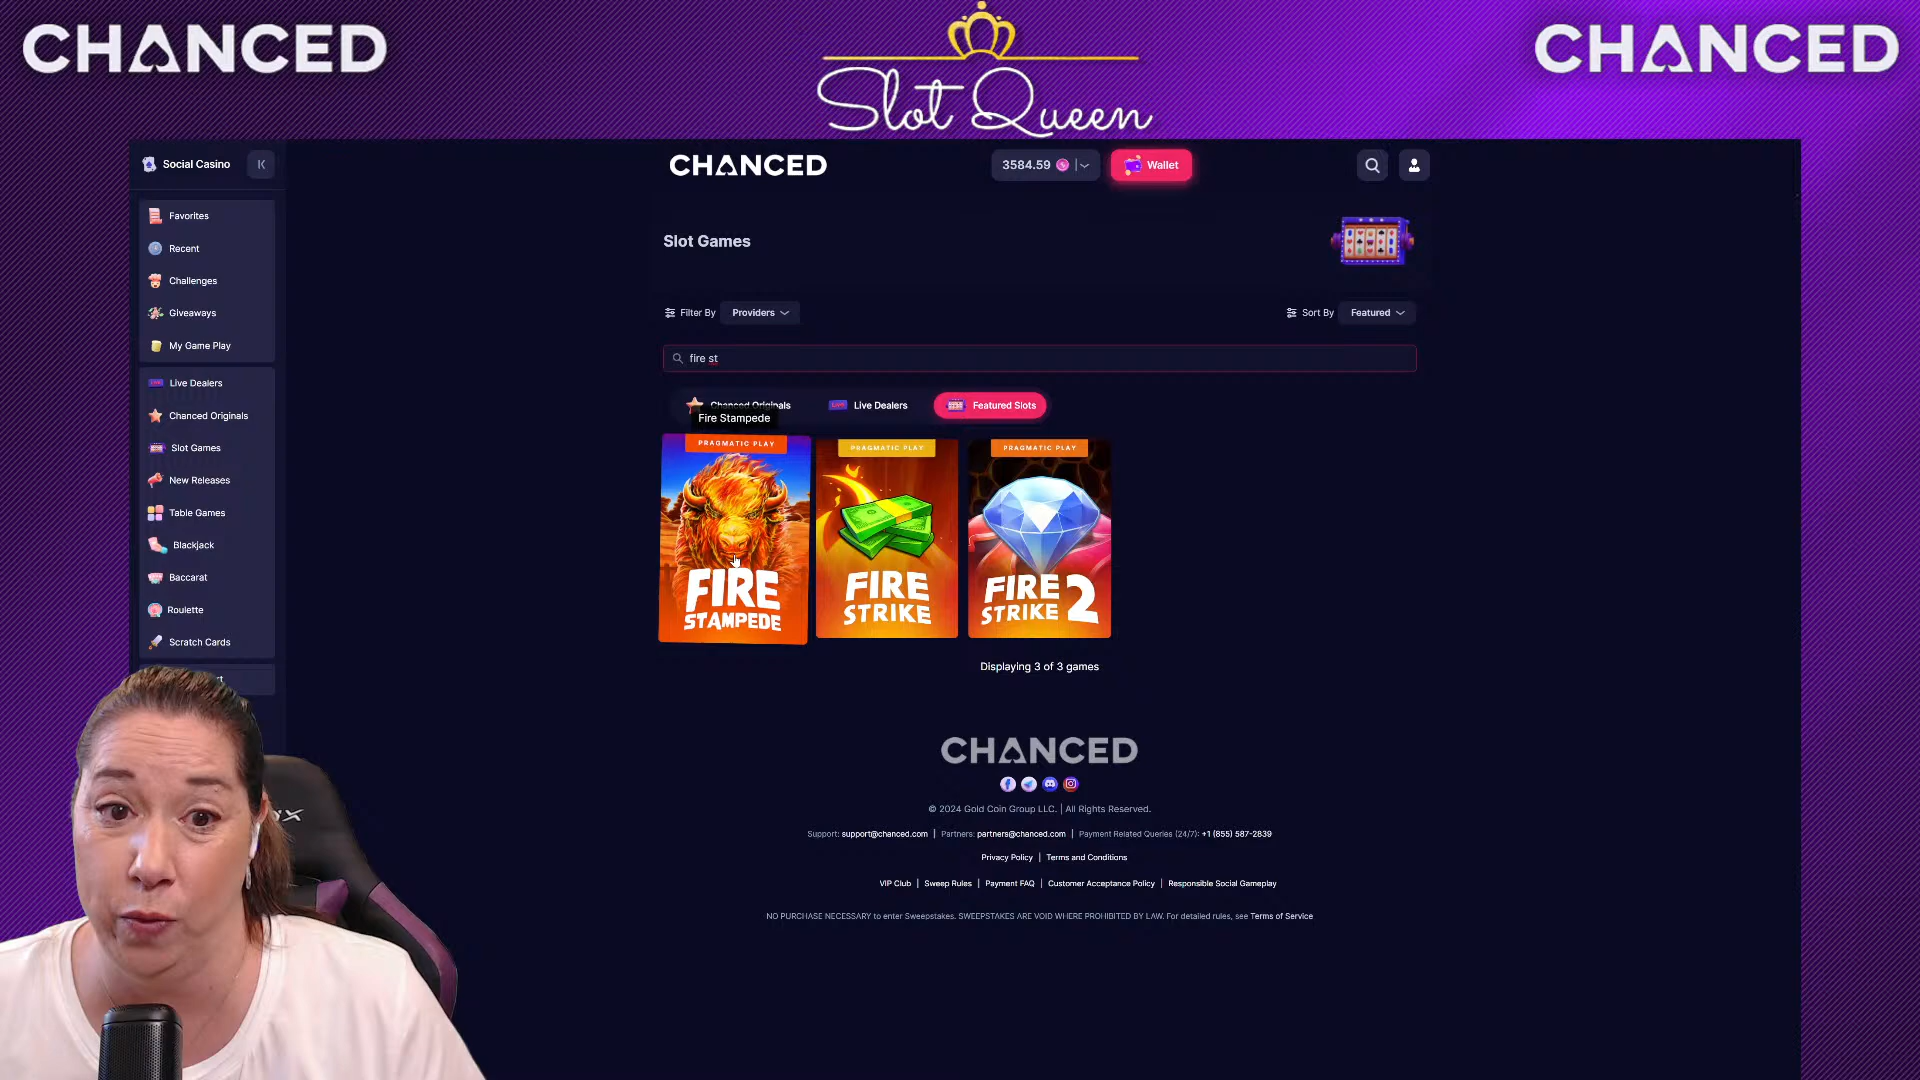 CHANCED
Slot Queen
CHANCED
Social Casino
CHANCED
3584.59
Wallet
Favorites
Recent
Challenges
Giveaways
My Game Play
Live Dealers
Chanced Originals
Slot Games
New Releases
Table Games
Blackjack
Baccarat
Roulette
Scratch Cards
Slot Games
Filter By Providers
Sort By Featured
fire st
Chanced Originals
Live Dealers
Featured Slots
Fire Stampede
PRAGMATIC PLAY
FIRE
STAMPEDE
PRAGMATIC PLAY
FIRE
STRIKE
PRAGMATIC PLAY
FIRE
STRIKE 2
Displaying 3 of 3 games
CHANCED
© 2024 Gold Coin Group LLC. | All Rights Reserved.
Support: support@chanced.com | Partners: partners@chanced.com | Payment Related Queries (24/7): +1 (855) 587-2839
Privacy Policy | Terms and Conditions
VIP Club | Sweep Rules | Payment FAQ | Customer Acceptance Policy | Responsible Social Gameplay
NO PURCHASE NECESSARY to enter Sweepstakes. SWEEPSTAKES ARE VOID WHERE PROHIBITED BY LAW. For detailed rules, see Terms of Service